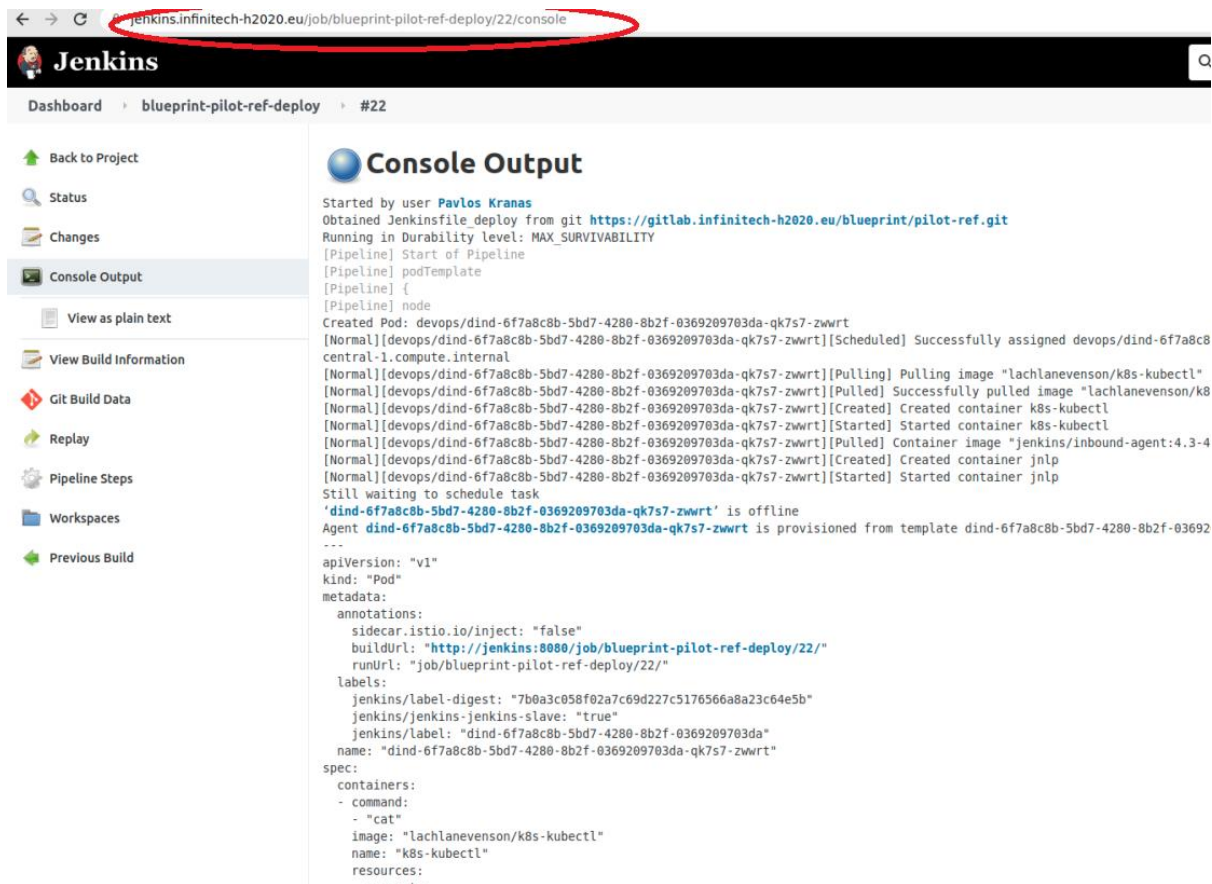 jenkins.infinitech-h2020.eu/job/blueprint-pilot-ref-deploy/22/console
Jenkins
Dashboard blueprint-pilot-ref-deploy #22
Back to Project
Status
Changes
Console Output
View as plain text
View Build Information
Git Build Data
Replay
Pipeline Steps
Workspaces
Previous Build
Console Output
Started by user Pavlos Kranas
Obtained Jenkinsfile_deploy from git https://gitlab.infinitech-h2020.eu/blueprint/pilot-ref.git
Running in Durability level: MAX_SURVIVABILITY
[Pipeline] Start of Pipeline
[Pipeline] podTemplate
[Pipeline] {
[Pipeline] node
Created Pod: devops/dind-6f7a8c8b-5bd7-4280-8b2f-0369209703da-qk7s7-zwwrt
[Normal][devops/dind-6f7a8c8b-5bd7-4280-8b2f-0369209703da-qk7s7-zwwrt][Scheduled] Successfully assigned devops/dind-6f7a8c8
central-1.compute.internal
[Normal][devops/dind-6f7a8c8b-5bd7-4280-8b2f-0369209703da-qk7s7-zwwrt][Pulling] Pulling image "lachlanevenson/k8s-kubectl"
[Normal][devops/dind-6f7a8c8b-5bd7-4280-8b2f-0369209703da-qk7s7-zwwrt][Pulled] Successfully pulled image "lachlanevenson/k8
[Normal][devops/dind-6f7a8c8b-5bd7-4280-8b2f-0369209703da-qk7s7-zwwrt][Created] Created container k8s-kubectl
[Normal][devops/dind-6f7a8c8b-5bd7-4280-8b2f-0369209703da-qk7s7-zwwrt][Started] Started container k8s-kubectl
[Normal][devops/dind-6f7a8c8b-5bd7-4280-8b2f-0369209703da-qk7s7-zwwrt][Pulled] Container image "jenkins/inbound-agent:4.3-4
[Normal][devops/dind-6f7a8c8b-5bd7-4280-8b2f-0369209703da-qk7s7-zwwrt][Created] Created container jnlp
[Normal][devops/dind-6f7a8c8b-5bd7-4280-8b2f-0369209703da-qk7s7-zwwrt][Started] Started container jnlp
Still waiting to schedule task
‘dind-6f7a8c8b-5bd7-4280-8b2f-0369209703da-qk7s7-zwwrt’ is offline
Agent dind-6f7a8c8b-5bd7-4280-8b2f-0369209703da-qk7s7-zwwrt is provisioned from template dind-6f7a8c8b-5bd7-4280-8b2f-03692
---
apiVersion: "v1"
kind: "Pod"
metadata:
annotations:
sidecar.istio.io/inject: "false"
buildUrl: "http://jenkins:8080/job/blueprint-pilot-ref-deploy/22/"
runUrl: "job/blueprint-pilot-ref-deploy/22/"
labels:
jenkins/label-digest: "7b0a3c058f02a7c69d227c5176566a8a23c64e5b"
jenkins/jenkins-jenkins-slave: "true"
jenkins/label: "dind-6f7a8c8b-5bd7-4280-8b2f-0369209703da"
name: "dind-6f7a8c8b-5bd7-4280-8b2f-0369209703da-qk7s7-zwwrt"
spec:
containers:
- command:
- "cat"
image: "lachlanevenson/k8s-kubectl"
name: "k8s-kubectl"
resources: